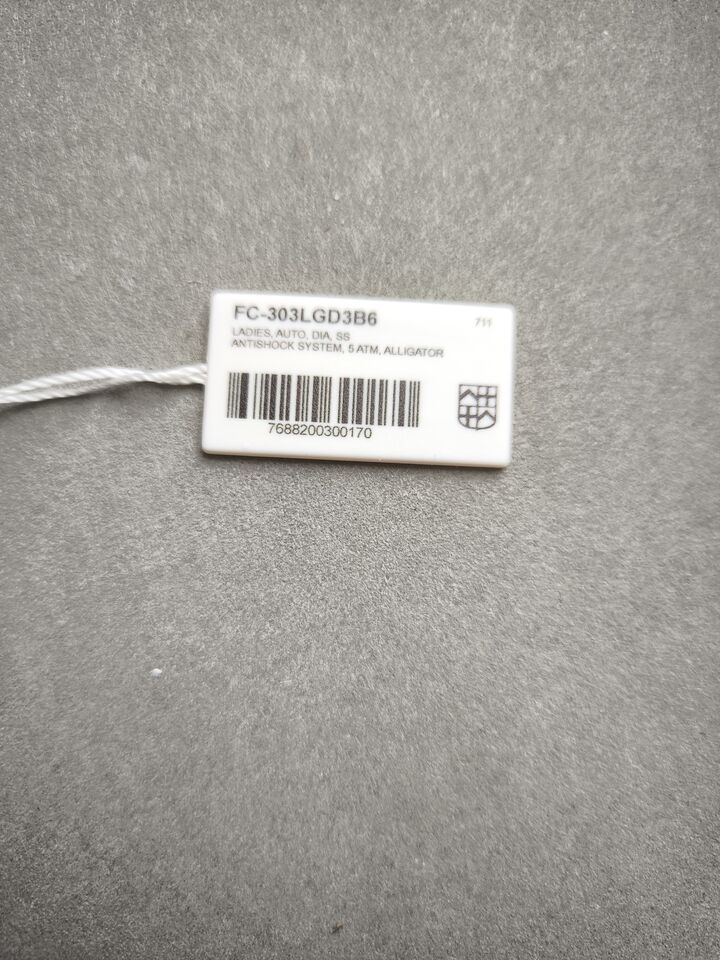 FC-303LGD3B6 711
LADIES, AUTO, DIA, SS
ANTISHOCK SYSTEM, 5 ATM, ALLIGATOR
7688200300170